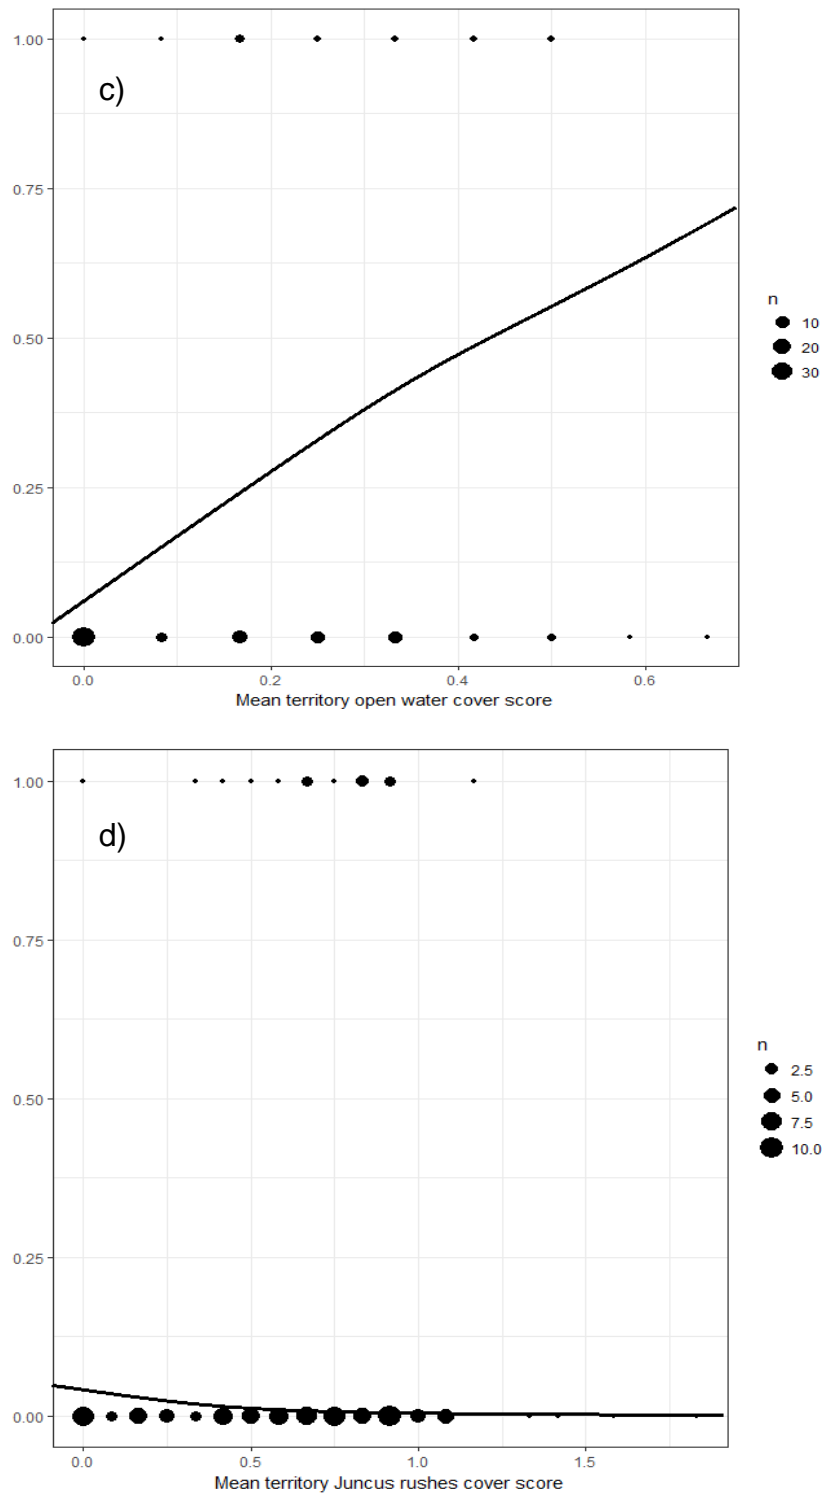 1.00
c)
0.75
n
10
0.50
20
30
0.25
0.00
0.0 0.2 0.4 0.6
Mean territory open water cover score
1.00
d)
0.75
n
2.5
0.50
5.0
7.5
10.0
0.25
0.00
0.0 0.5 1.0 1.5
Mean territory Juncus rushes cover score